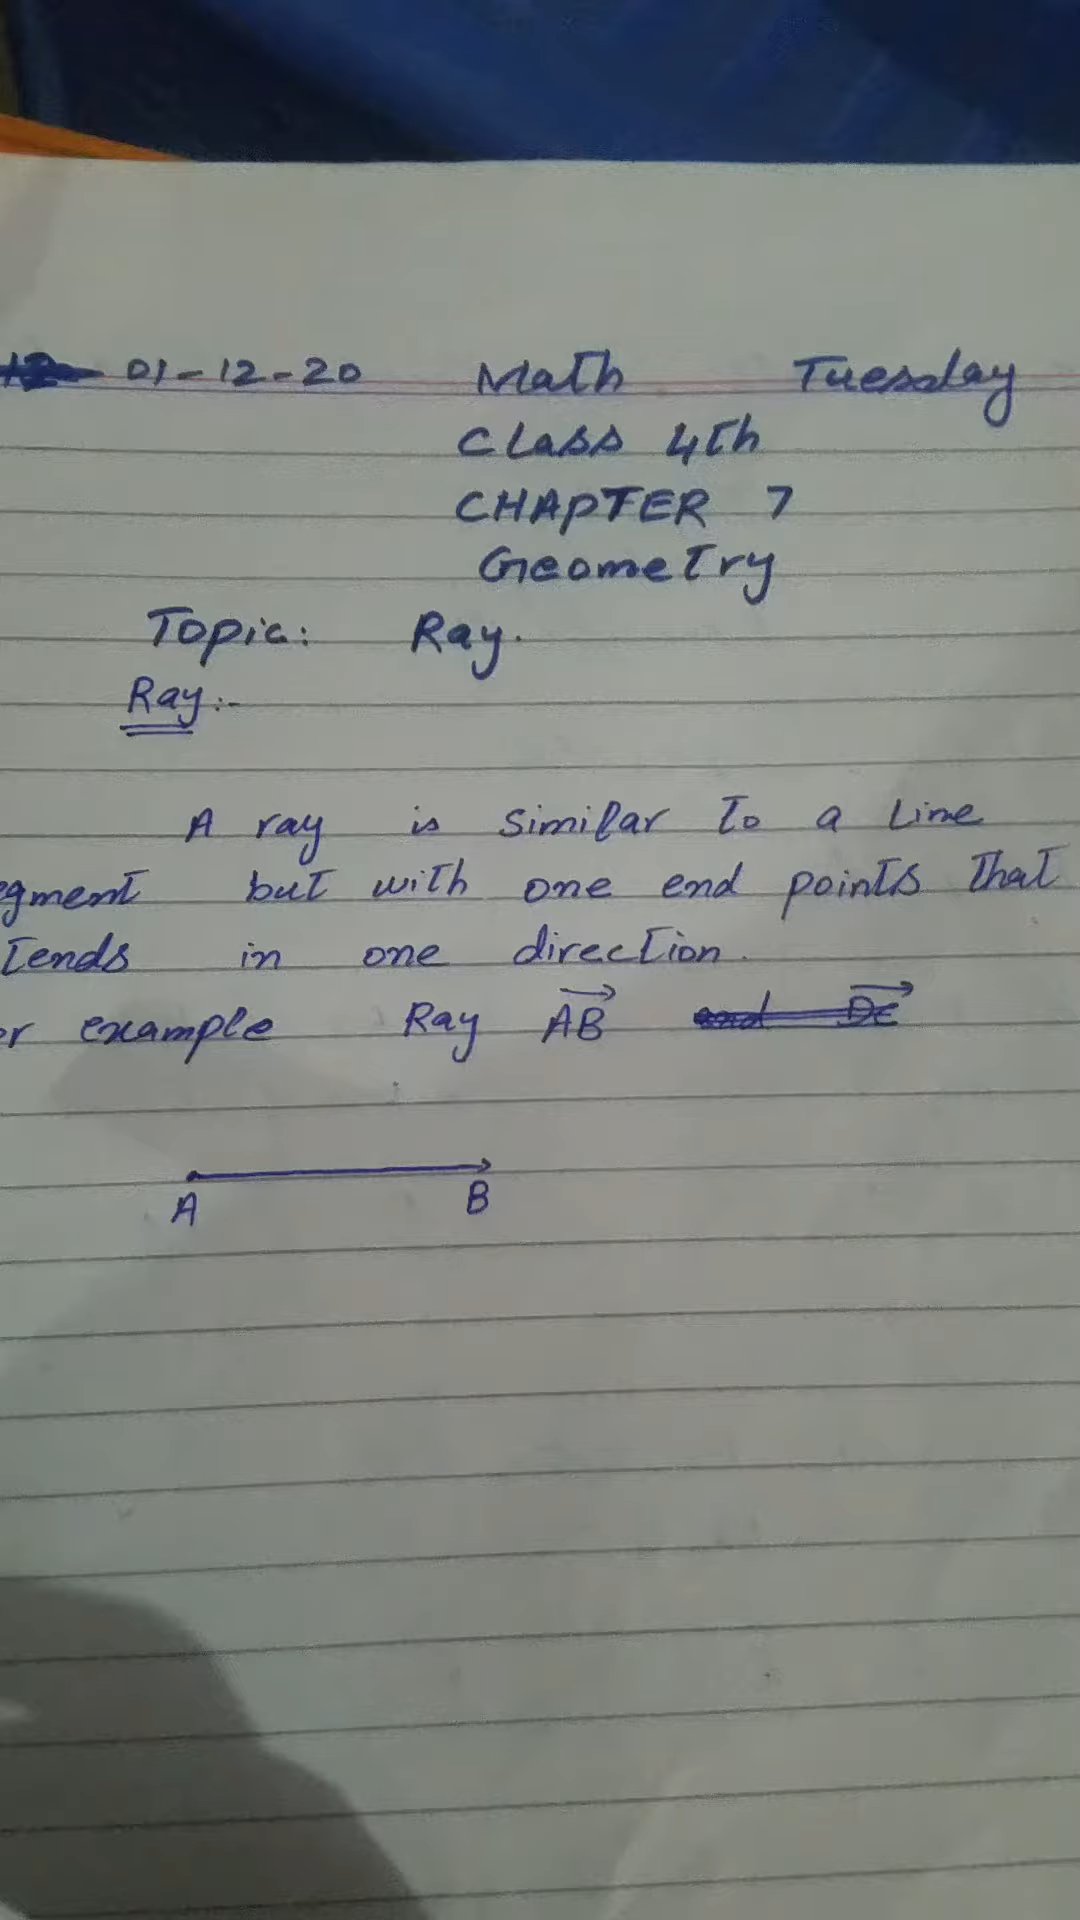 01-12-20 Math Tuesday
Class 4th
CHAPTER 7
Geometry
Topic: Ray.
Ray:-
A ray is similar to a Line
egment but with one end points that
tends in one direction.
or example Ray AB and DE
A B